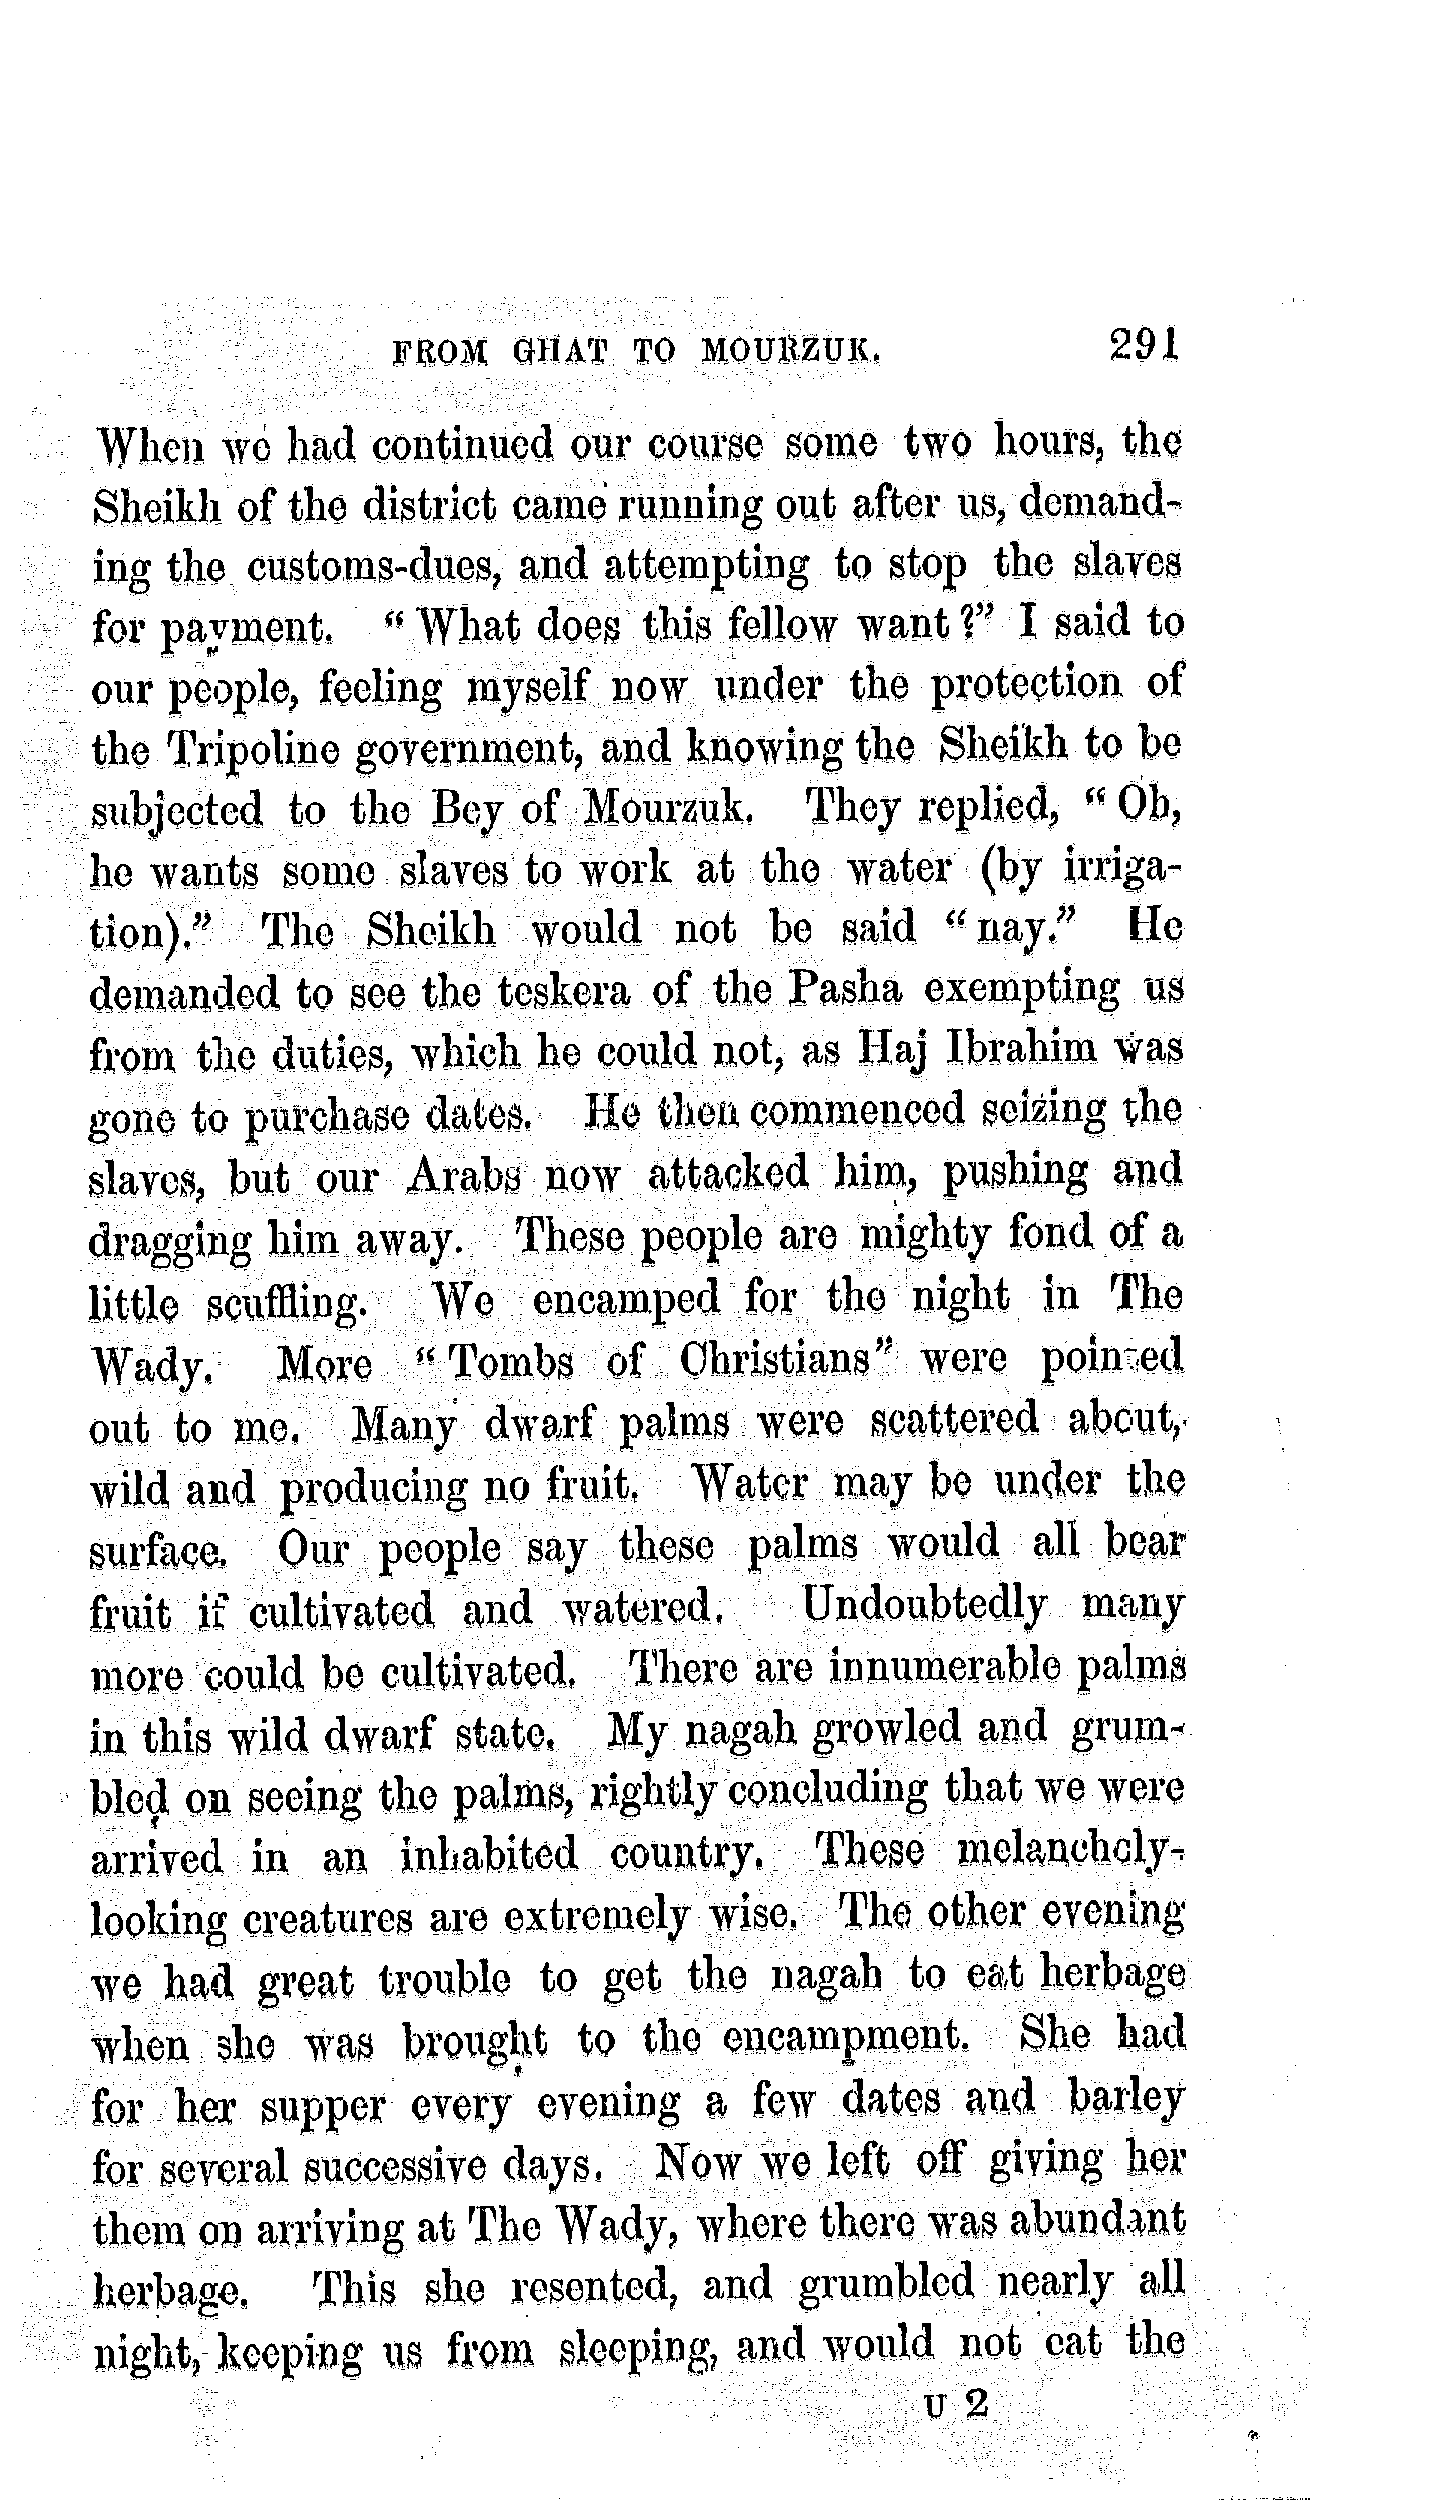 FROM GHAT TO MOURZUK. 291
When we had continued our course some two hours, the
Sheikh of the district came running out after us, demand-
ing the customs-dues, and attempting to stop the slaves
for payment. “What does this fellow want?” I said to
our people, feeling myself now under the protection of
the Tripoline government, and knowing the Sheikh to be
subjected to the Bey of Mourzuk. They replied, “Oh,
he wants some slaves to work at the water (by irriga-
tion).” The Sheikh would not be said “nay.” He
demanded to see the teskera of the Pasha exempting us
from the duties, which he could not, as Haj Ibrahim was
gone to purchase dates. He then commenced seizing the
slaves, but our Arabs now attacked him, pushing and
dragging him away. These people are mighty fond of a
little scuffling. We encamped for the night in The
Wady. More “Tombs of Christians” were pointed
out to me. Many dwarf palms were scattered about,
wild and producing no fruit. Water may be under the
surface. Our people say these palms would all bear
fruit if cultivated and watered. Undoubtedly many
more could be cultivated. There are innumerable palms
in this wild dwarf state. My nagah growled and grum-
bled on seeing the palms, rightly concluding that we were
arrived in an inhabited country. These melancholy-
looking creatures are extremely wise. The other evening
we had great trouble to get the nagah to eat herbage
when she was brought to the encampment. She had
for her supper every evening a few dates and barley
for several successive days. Now we left off giving her
them on arriving at The Wady, where there was abundant
herbage. This she resented, and grumbled nearly all
night, keeping us from sleeping, and would not eat the
U 2